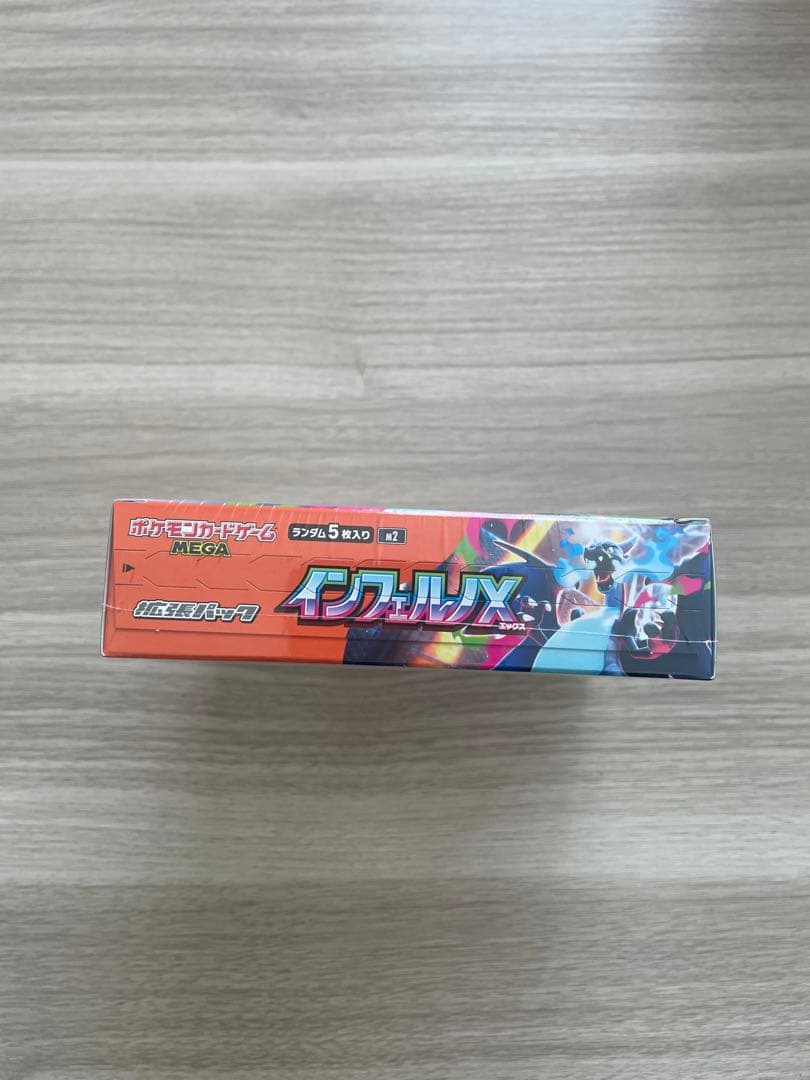 ポケモンカードゲーム
MEGA
ランダム5枚入り
M2
拡張パック
インフェルノX
エックス